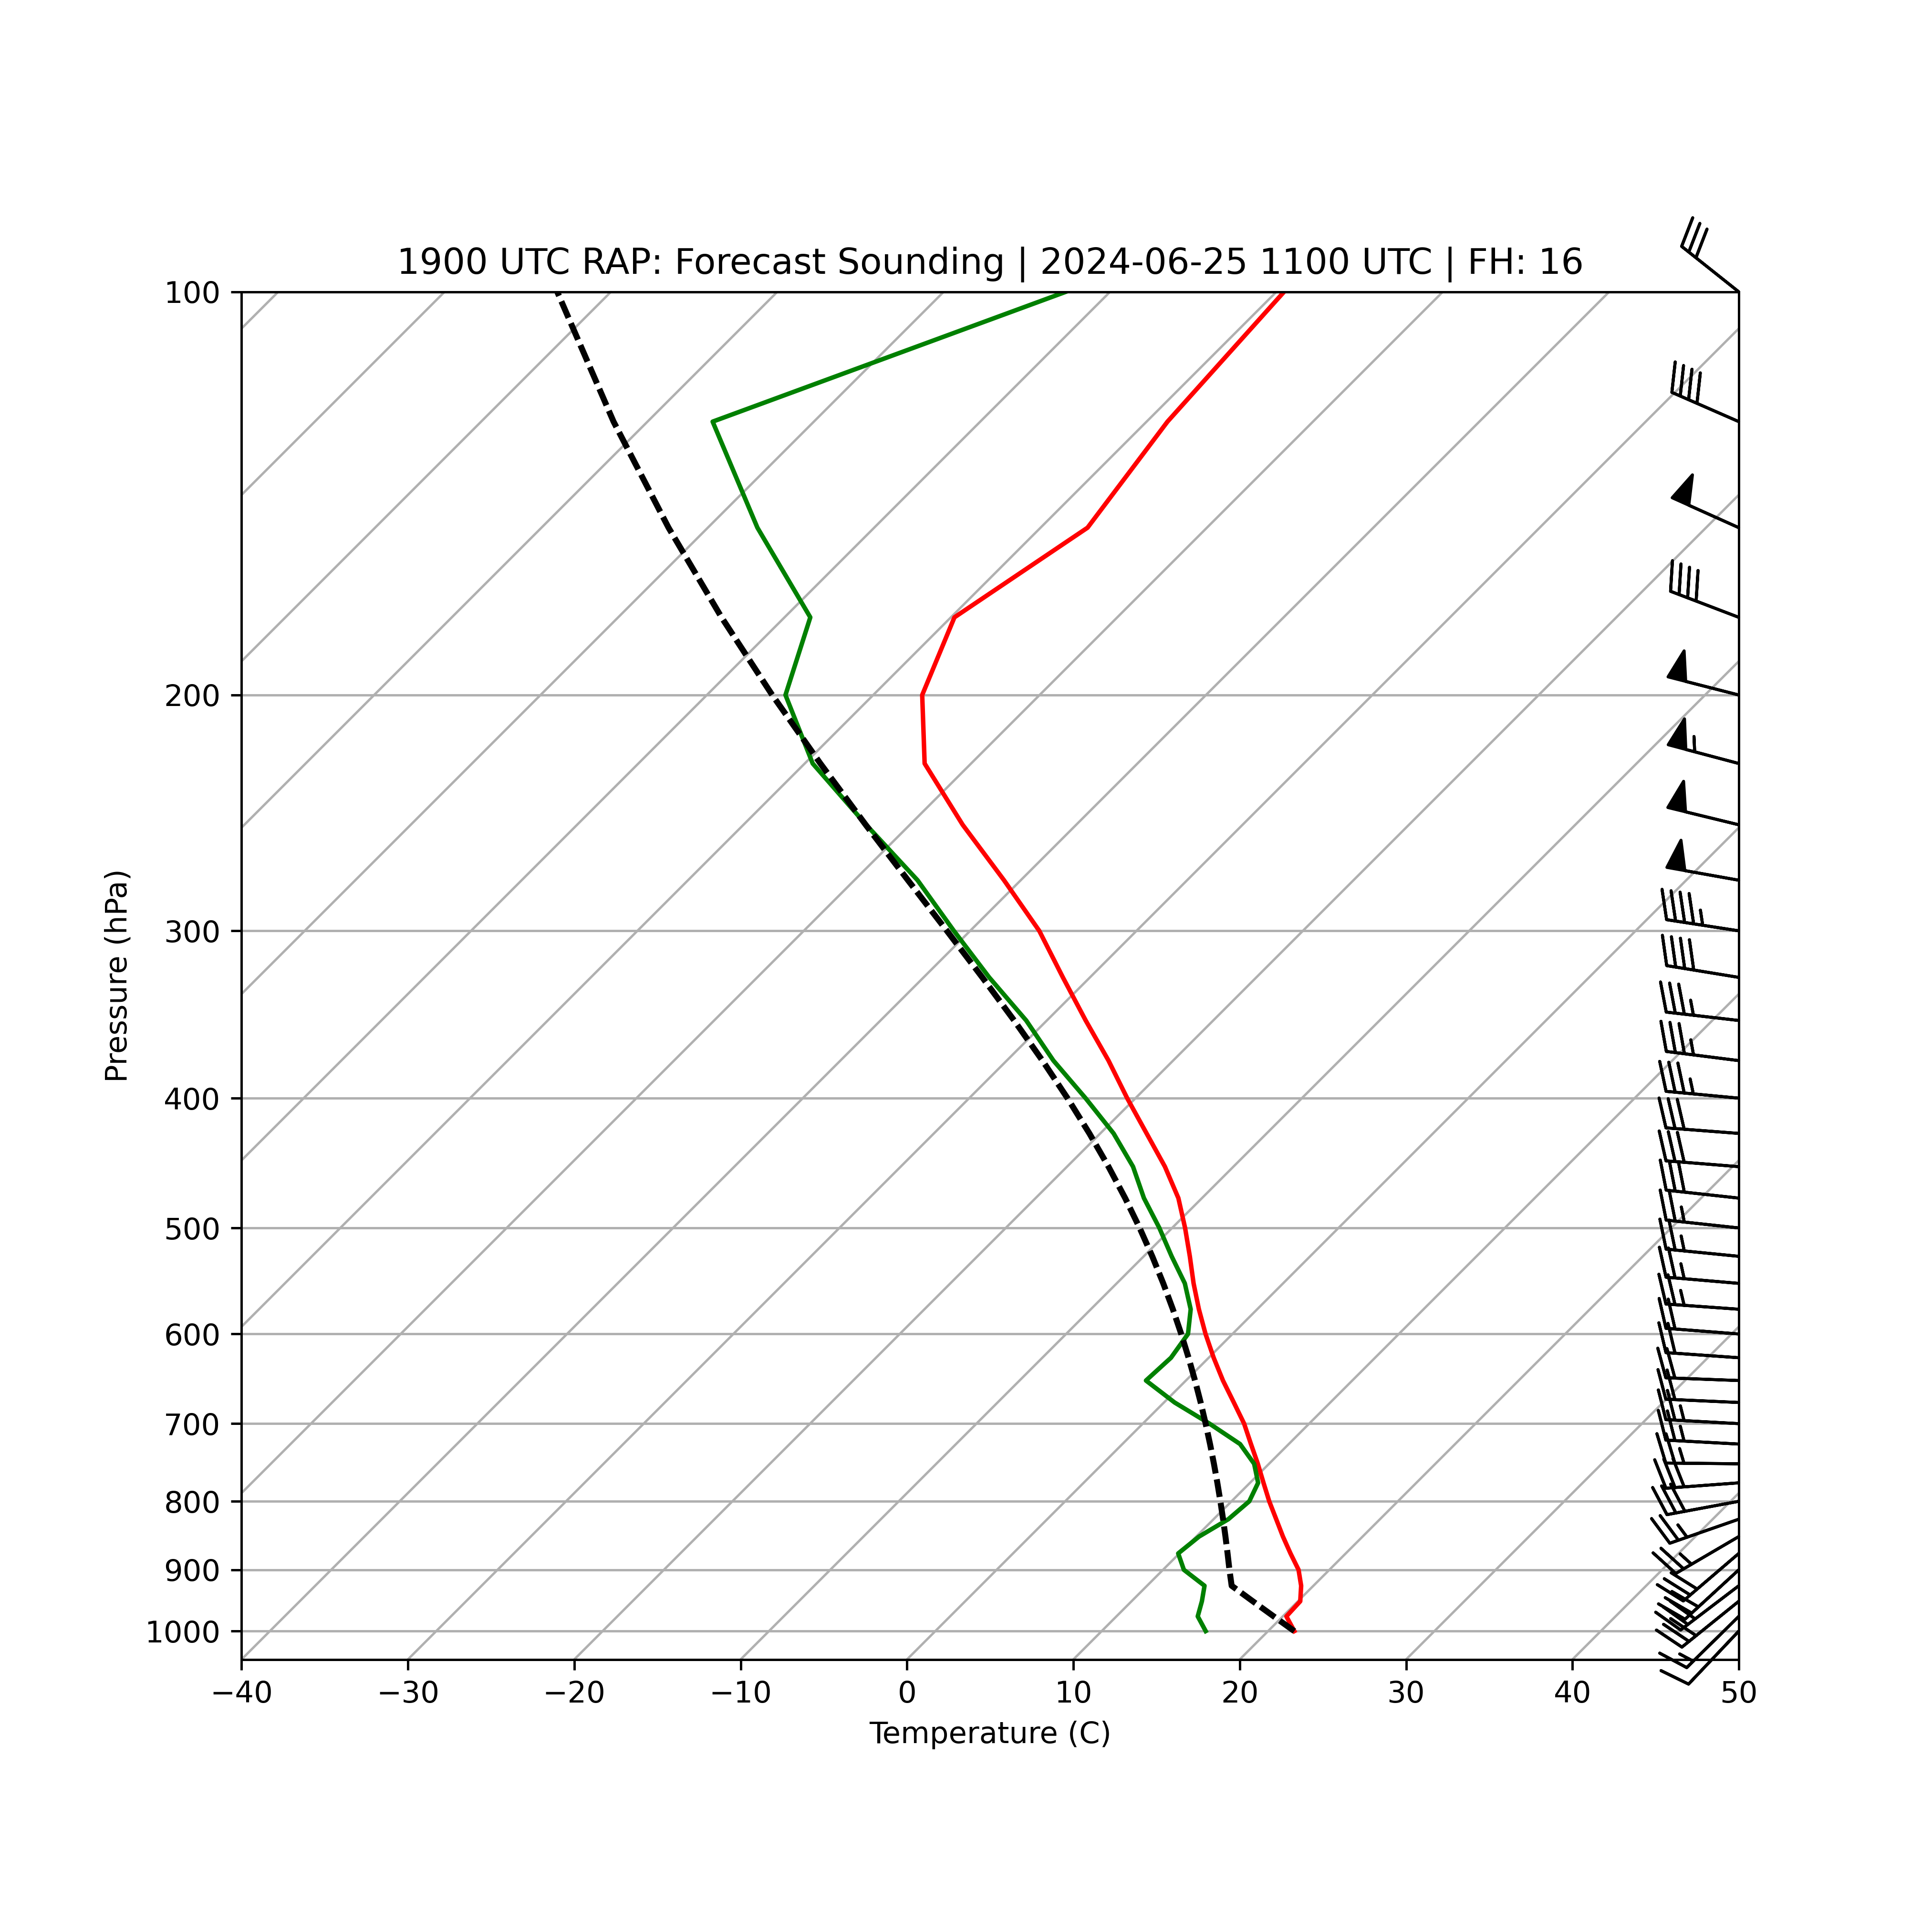 1900 UTC RAP: Forecast Sounding | 2024-06-25 1100 UTC | FH: 16
100
200
300
400
500
600
700
800
900
1000
Pressure (hPa)
−40 −30 −20 −10 0 10 20 30 40 50
Temperature (C)